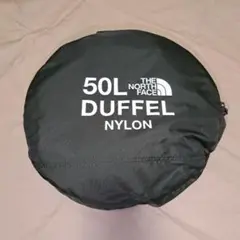 50L THE NORTH FACE
DUFFEL
NYLON